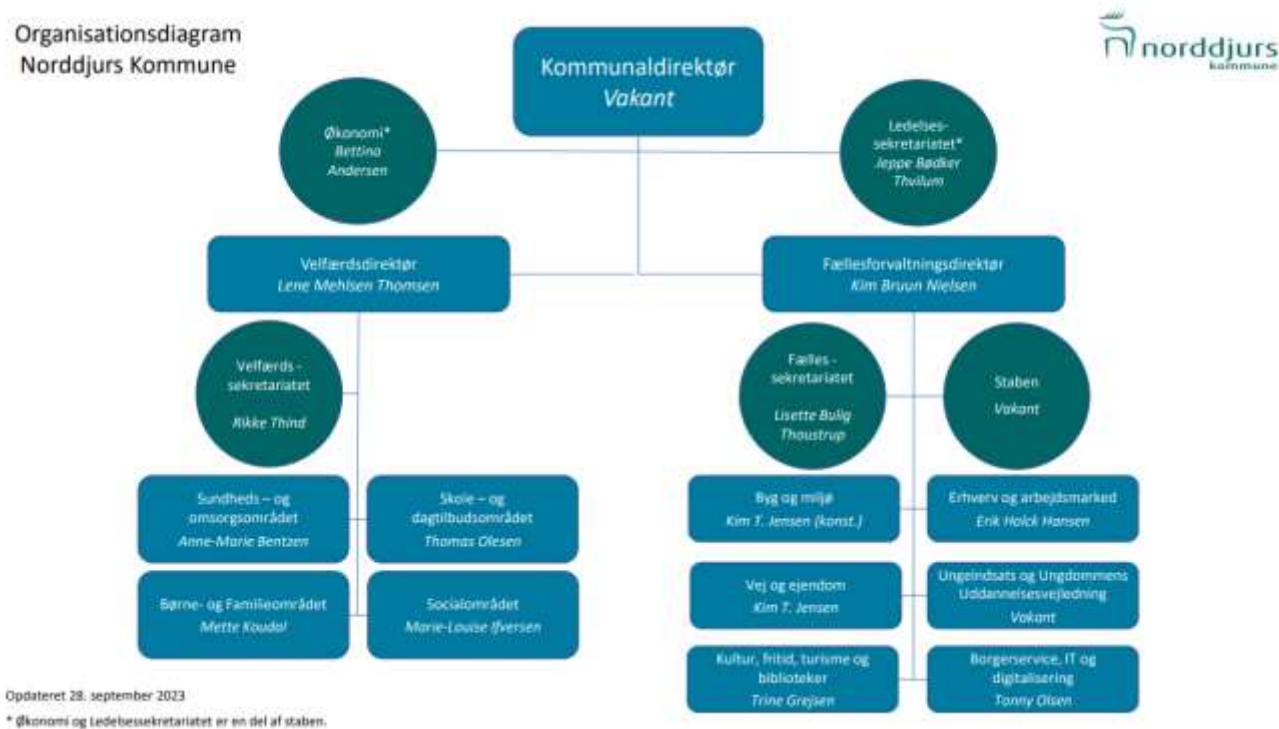 Organisationsdiagram
Norddjurs Kommune
norddjurs
kommune
Kommunaldirektør
Vakant
Økonomi*
Bettina
Andersen
Ledelses-
sekretariatet*
Jeppe Bødker
Thvilum
Velfærdsdirektør
Lene Mehlsen Thomsen
Fællesforvaltningsdirektør
Kim Bruun Nielsen
Velfærds -
sekretariatet
Rikke Thind
Fælles -
sekretariatet
Lisette Bulig
Thoustrup
Staben
Vakant
Sundheds – og
omsorgsområdet
Anne-Marie Bentzen
Skole – og
dagtilbudsområdet
Thomas Olesen
Børne- og Familieområdet
Mette Kaudal
Socialområdet
Marie-Louise Ifversen
Byg og miljø
Kim T. Jensen (konst.)
Erhverv og arbejdsmarked
Erik Holck Hansen
Vej og ejendom
Kim T. Jensen
Ungeindsats og Ungdommens
Uddannelsesvejledning
Vakant
Kultur, fritid, turisme og
biblioteker
Trine Grejsen
Borgerservice, IT og
digitalisering
Tonny Olsen
Opdateret 28. september 2023
* Økonomi og Ledelsessekretariatet er en del af staben.